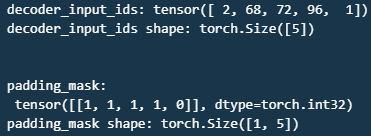 decoder_input_ids: tensor([ 2, 68, 72, 96,  1])
decoder_input_ids shape: torch.Size([5])
padding_mask:
 tensor([[1, 1, 1, 1, 0]], dtype=torch.int32)
padding_mask shape: torch.Size([1, 5])